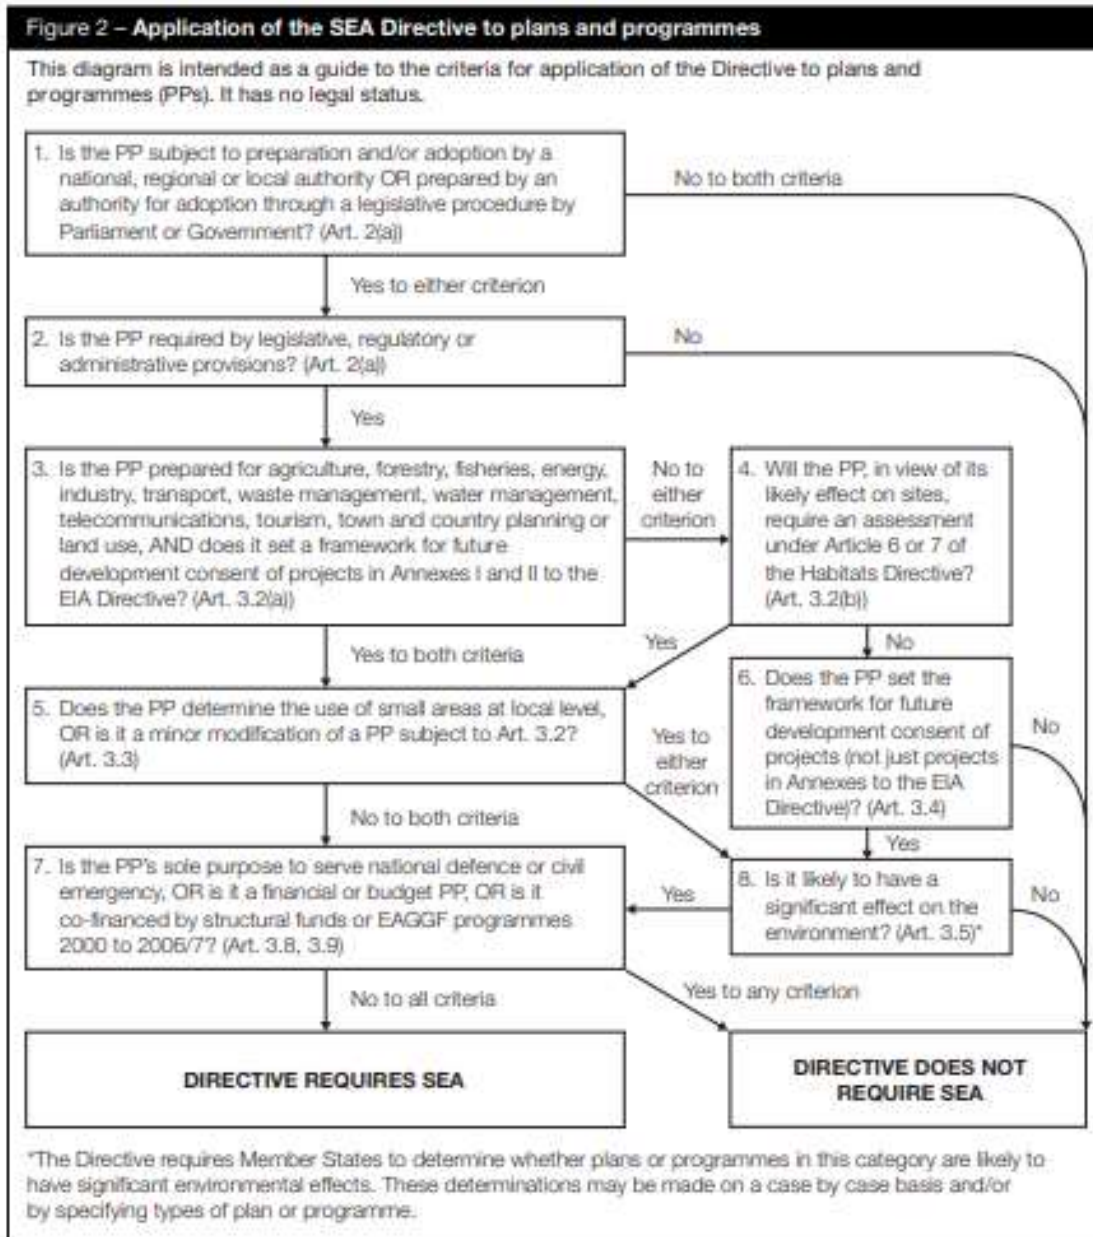 Figure 2 – Application of the SEA Directive to plans and programmes
This diagram is intended as a guide to the criteria for application of the Directive to plans and
programmes (PPs). It has no legal status.
1. Is the PP subject to preparation and/or adoption by a
national, regional or local authority OR prepared by an
authority for adoption through a legislative procedure by
Parliament or Government? (Art. 2(a))
No to both criteria
Yes to either criterion
2. Is the PP required by legislative, regulatory or
administrative provisions? (Art. 2(a))
No
Yes
3. Is the PP prepared for agriculture, forestry, fisheries, energy,
industry, transport, waste management, water management,
telecommunications, tourism, town and country planning or
land use, AND does it set a framework for future
development consent of projects in Annexes I and II to the
EIA Directive? (Art. 3.2(a))
No to
either
criterion
4. Will the PP, in view of its
likely effect on sites,
require an assessment
under Article 6 or 7 of
the Habitats Directive?
(Art. 3.2(b))
Yes to both criteria
Yes
No
5. Does the PP determine the use of small areas at local level,
OR is it a minor modification of a PP subject to Art. 3.2?
(Art. 3.3)
Yes to
either
criterion
6. Does the PP set the
framework for future
development consent of
projects (not just projects
in Annexes to the EIA
Directive)? (Art. 3.4)
No
No to both criteria
Yes
7. Is the PP's sole purpose to serve national defence or civil
emergency, OR is it a financial or budget PP, OR is it
co-financed by structural funds or EAGGF programmes
2000 to 2006/7? (Art. 3.8, 3.9)
Yes
8. Is it likely to have a
significant effect on the
environment? (Art. 3.5)*
No
No to all criteria
Yes to any criterion
DIRECTIVE REQUIRES SEA
DIRECTIVE DOES NOT
REQUIRE SEA
*The Directive requires Member States to determine whether plans or programmes in this category are likely to
have significant environmental effects. These determinations may be made on a case by case basis and/or
by specifying types of plan or programme.